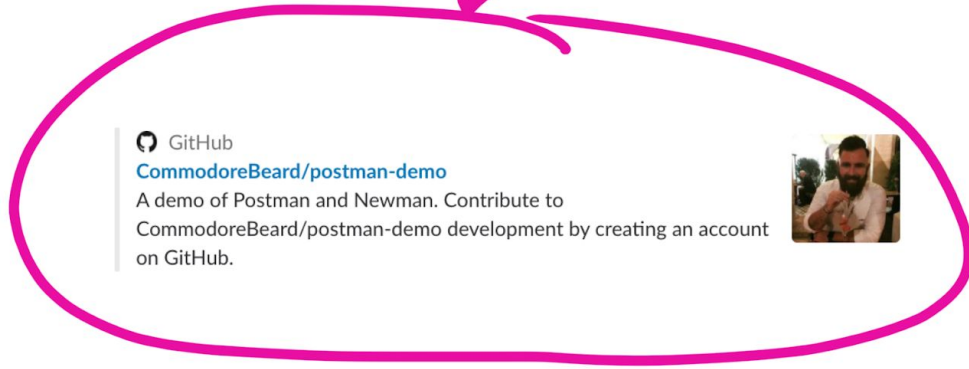 GitHub
CommodoreBeard/postman-demo
A demo of Postman and Newman. Contribute to
CommodoreBeard/postman-demo development by creating an account
on GitHub.